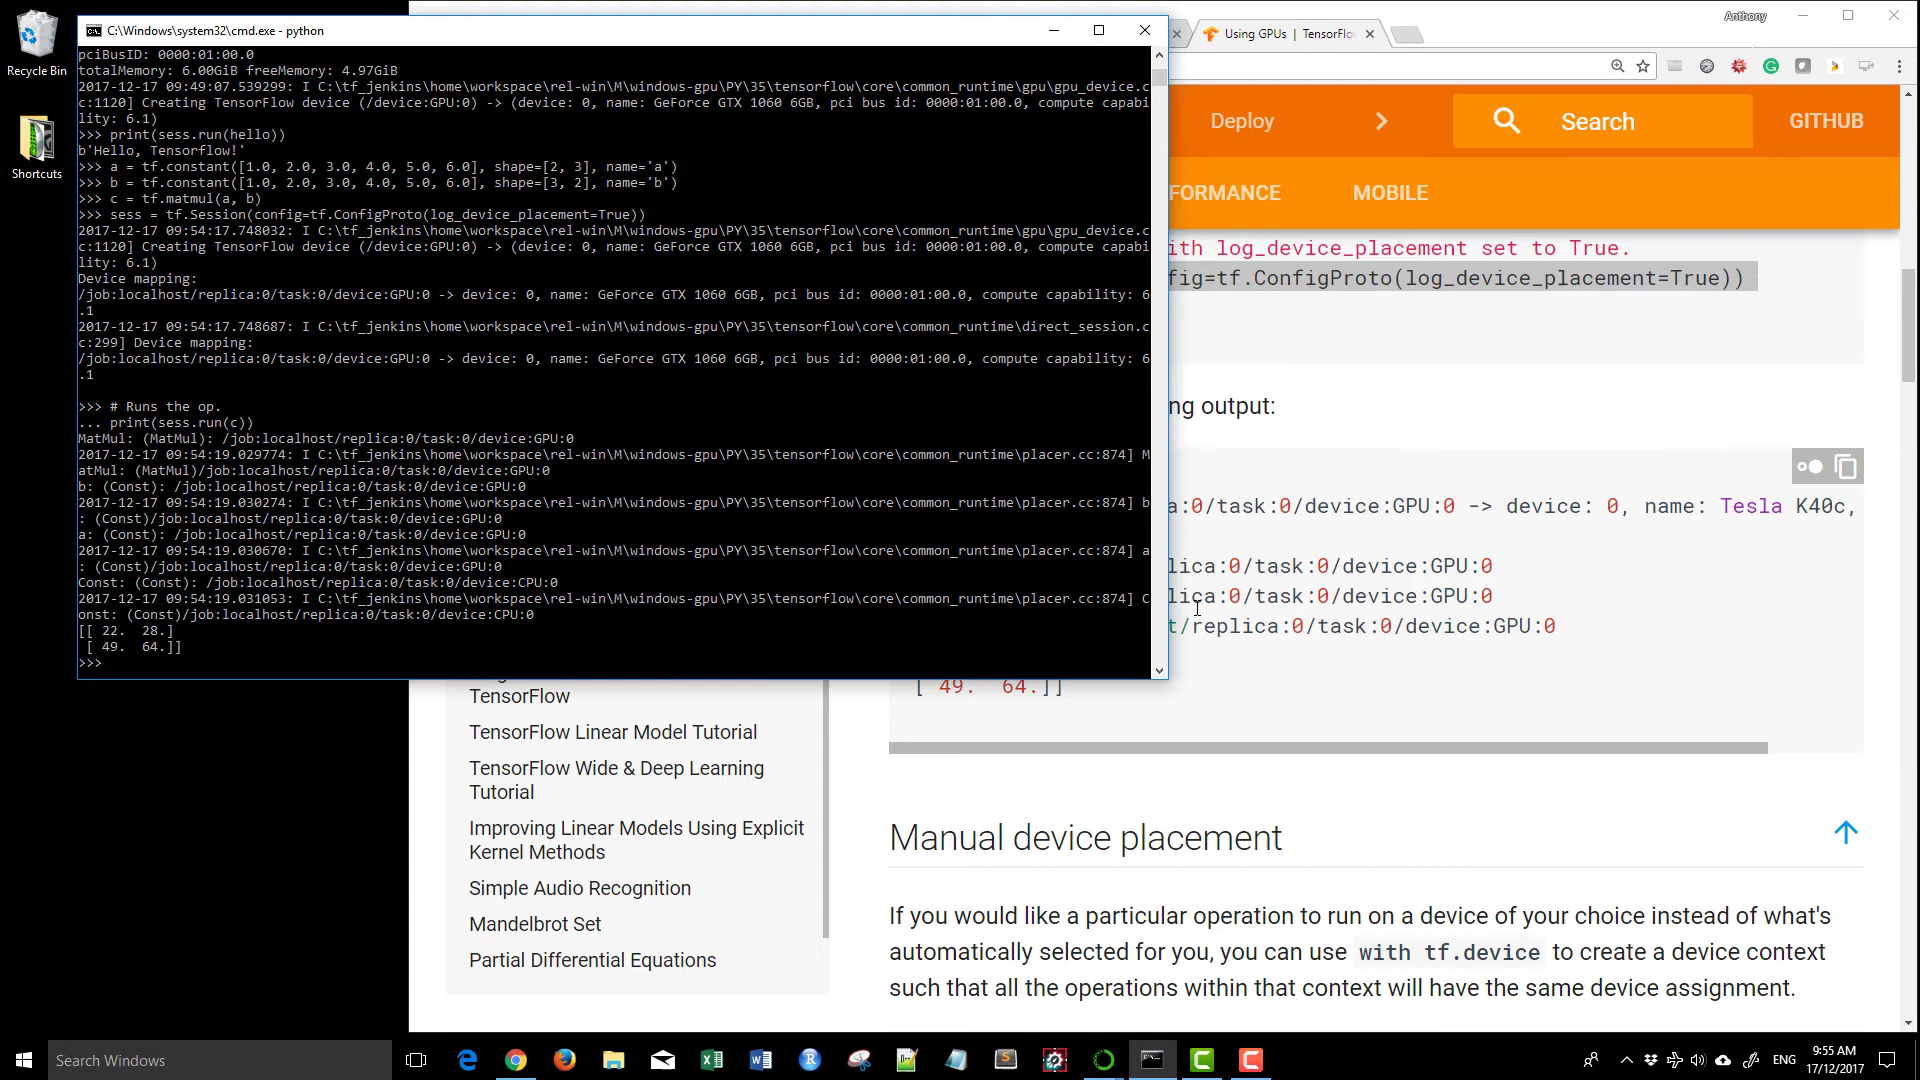 Recycle Bin
Shortcuts
C:\Windows\system32\cmd.exe - python
pciBusID: 0000:01:00.0
totalMemory: 6.00GiB freeMemory: 4.97GiB
2017-12-17 09:49:07.539299: I C:\tf_jenkins\home\workspace\rel-win\M\windows-gpu\PY\35\tensorflow\core\common_runtime\gpu\gpu_device.c
c:1120] Creating TensorFlow device (/device:GPU:0) -> (device: 0, name: GeForce GTX 1060 6GB, pci bus id: 0000:01:00.0, compute capabi
lity: 6.1)
>>> print(sess.run(hello))
b'Hello, Tensorflow!'
>>> a = tf.constant([1.0, 2.0, 3.0, 4.0, 5.0, 6.0], shape=[2, 3], name='a')
>>> b = tf.constant([1.0, 2.0, 3.0, 4.0, 5.0, 6.0], shape=[3, 2], name='b')
>>> c = tf.matmul(a, b)
>>> sess = tf.Session(config=tf.ConfigProto(log_device_placement=True))
2017-12-17 09:54:17.748032: I C:\tf_jenkins\home\workspace\rel-win\M\windows-gpu\PY\35\tensorflow\core\common_runtime\gpu\gpu_device.c
c:1120] Creating TensorFlow device (/device:GPU:0) -> (device: 0, name: GeForce GTX 1060 6GB, pci bus id: 0000:01:00.0, compute capabi
lity: 6.1)
Device mapping:
/job:localhost/replica:0/task:0/device:GPU:0 -> device: 0, name: GeForce GTX 1060 6GB, pci bus id: 0000:01:00.0, compute capability: 6
.1
2017-12-17 09:54:17.748687: I C:\tf_jenkins\home\workspace\rel-win\M\windows-gpu\PY\35\tensorflow\core\common_runtime\direct_session.c
c:299] Device mapping:
/job:localhost/replica:0/task:0/device:GPU:0 -> device: 0, name: GeForce GTX 1060 6GB, pci bus id: 0000:01:00.0, compute capability: 6
.1
>>> # Runs the op.
... print(sess.run(c))
MatMul: (MatMul): /job:localhost/replica:0/task:0/device:GPU:0
2017-12-17 09:54:19.029774: I C:\tf_jenkins\home\workspace\rel-win\M\windows-gpu\PY\35\tensorflow\core\common_runtime\placer.cc:874] M
atMul: (MatMul)/job:localhost/replica:0/task:0/device:GPU:0
b: (Const): /job:localhost/replica:0/task:0/device:GPU:0
2017-12-17 09:54:19.030274: I C:\tf_jenkins\home\workspace\rel-win\M\windows-gpu\PY\35\tensorflow\core\common_runtime\placer.cc:874] b
: (Const)/job:localhost/replica:0/task:0/device:GPU:0
a: (Const): /job:localhost/replica:0/task:0/device:GPU:0
2017-12-17 09:54:19.030670: I C:\tf_jenkins\home\workspace\rel-win\M\windows-gpu\PY\35\tensorflow\core\common_runtime\placer.cc:874] a
: (Const)/job:localhost/replica:0/task:0/device:GPU:0
Const: (Const): /job:localhost/replica:0/task:0/device:CPU:0
2017-12-17 09:54:19.031053: I C:\tf_jenkins\home\workspace\rel-win\M\windows-gpu\PY\35\tensorflow\core\common_runtime\placer.cc:874] C
onst: (Const)/job:localhost/replica:0/task:0/device:CPU:0
[[ 22.  28.]
 [ 49.  64.]]
>>>
Using GPUs | TensorFlo
Anthony
Deploy
Search
GITHUB
FORMANCE
MOBILE
ith log_device_placement set to True.
fig=tf.ConfigProto(log_device_placement=True))
ng output:
a:0/task:0/device:GPU:0 -> device: 0, name: Tesla K40c,
lica:0/task:0/device:GPU:0
lica:0/task:0/device:GPU:0
t/replica:0/task:0/device:GPU:0
[ 49.  64.]]
TensorFlow
TensorFlow Linear Model Tutorial
TensorFlow Wide & Deep Learning
Tutorial
Improving Linear Models Using Explicit
Kernel Methods
Simple Audio Recognition
Mandelbrot Set
Partial Differential Equations
Manual device placement
If you would like a particular operation to run on a device of your choice instead of what's
automatically selected for you, you can use with tf.device to create a device context
such that all the operations within that context will have the same device assignment.
Search Windows
ENG
9:55 AM
17/12/2017